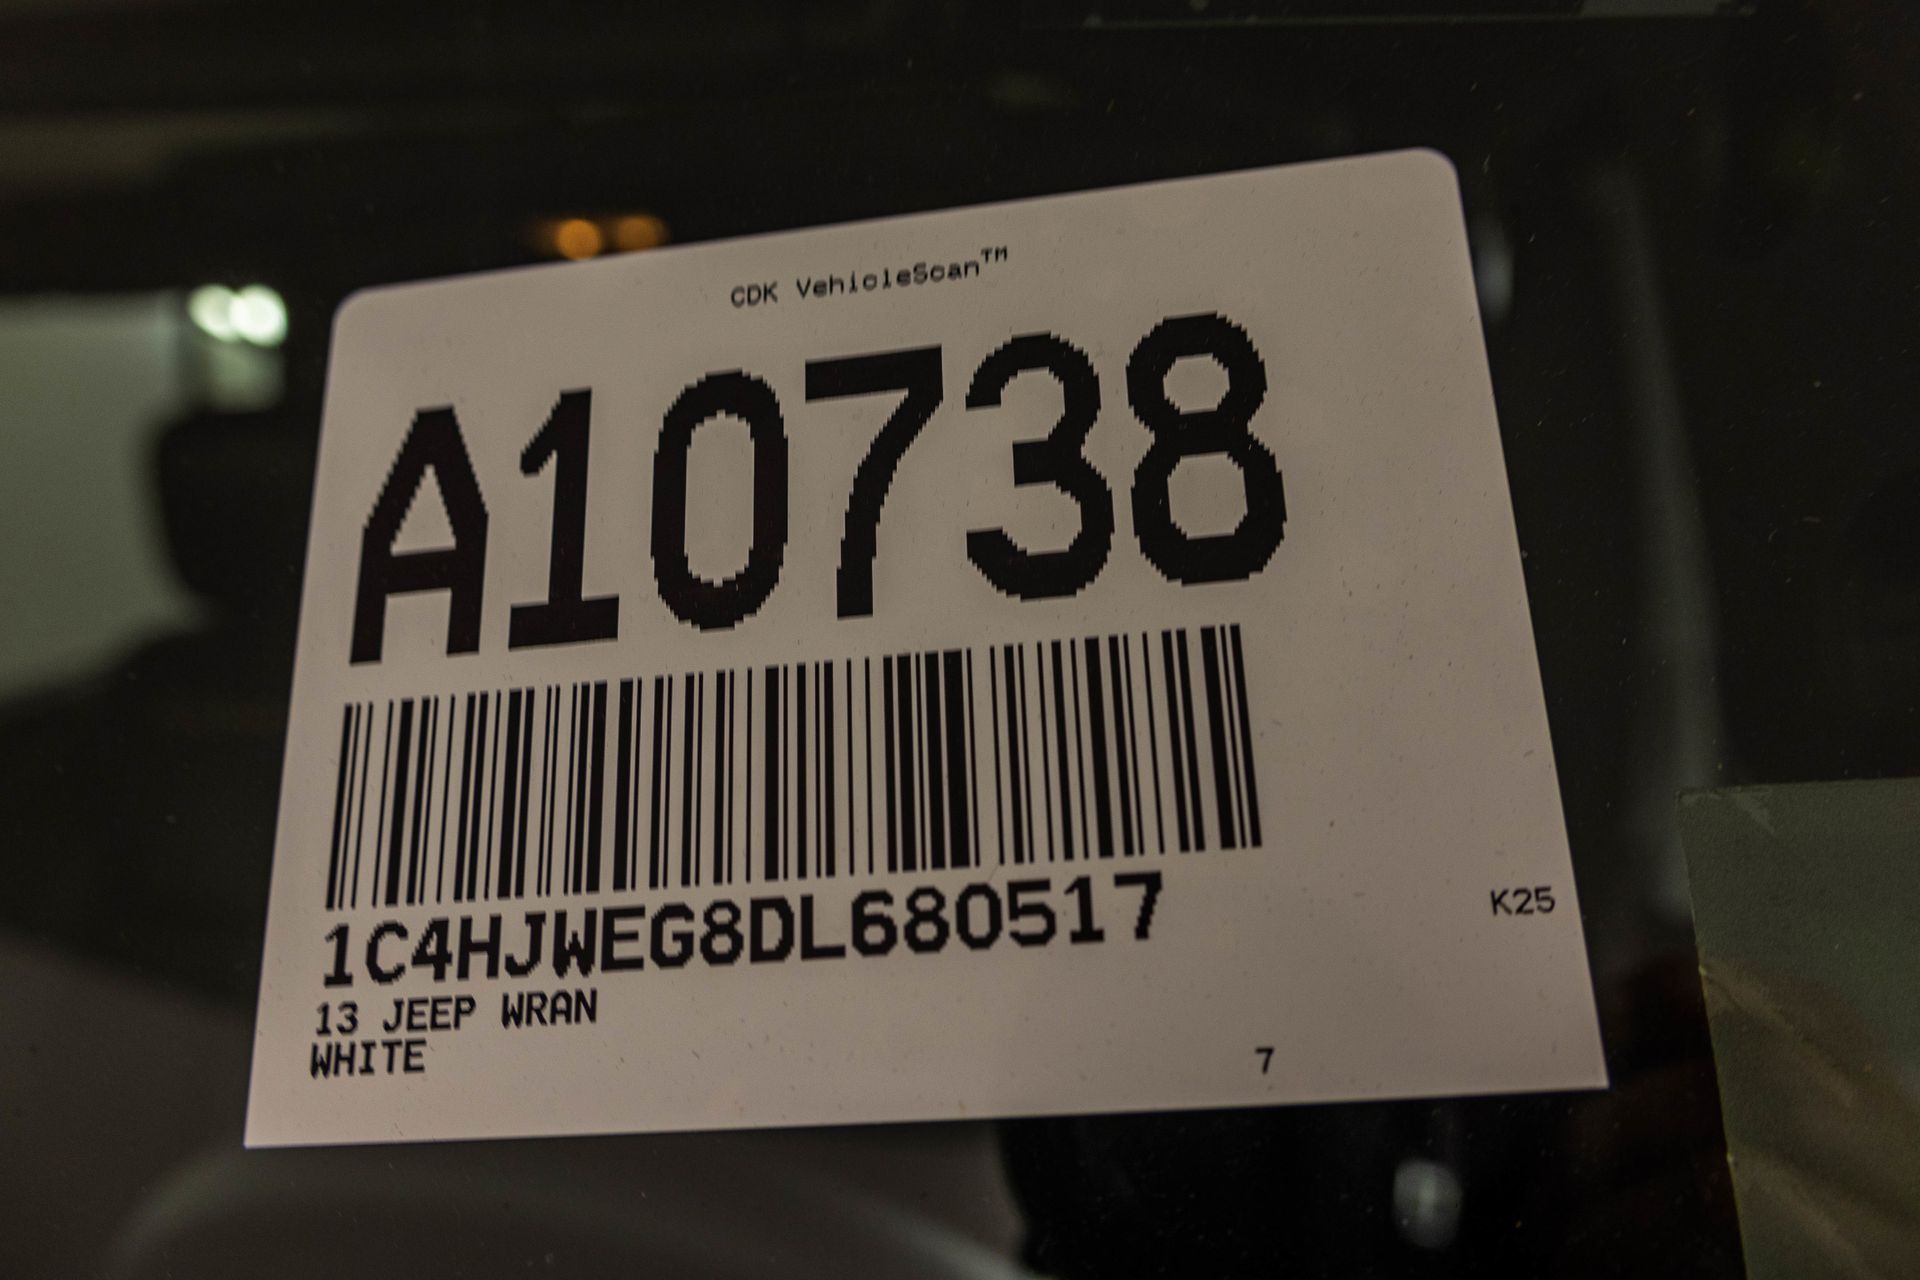 CDK VehicleScan™
A10738
1C4HJWEG8DL680517
K25
13 JEEP WRAN
WHITE
7